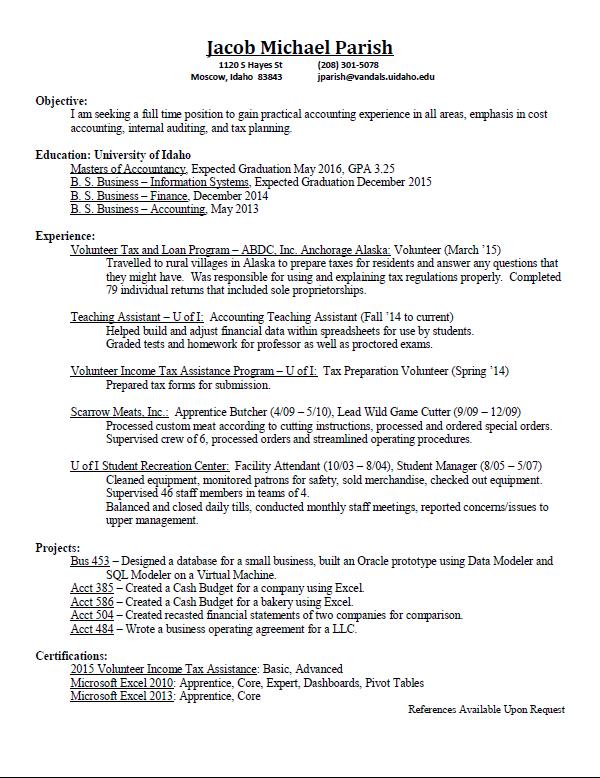 Jacob Michael Parish
1120 S Hayes St (208) 301-5078
Moscow, Idaho 83843 jparish@vandals.uidaho.edu
Objective:
I am seeking a full time position to gain practical accounting experience in all areas, emphasis in cost
accounting, internal auditing, and tax planning.
Education: University of Idaho
Masters of Accountancy, Expected Graduation May 2016, GPA 3.25
B. S. Business – Information Systems, Expected Graduation December 2015
B. S. Business – Finance, December 2014
B. S. Business – Accounting, May 2013
Experience:
Volunteer Tax and Loan Program – ABDC, Inc. Anchorage Alaska: Volunteer (March ’15)
Travelled to rural villages in Alaska to prepare taxes for residents and answer any questions that
they might have. Was responsible for using and explaining tax regulations properly. Completed
79 individual returns that included sole proprietorships.
Teaching Assistant – U of I: Accounting Teaching Assistant (Fall ’14 to current)
Helped build and adjust financial data within spreadsheets for use by students.
Graded tests and homework for professor as well as proctored exams.
Volunteer Income Tax Assistance Program – U of I: Tax Preparation Volunteer (Spring ’14)
Prepared tax forms for submission.
Scarrow Meats, Inc.: Apprentice Butcher (4/09 – 5/10), Lead Wild Game Cutter (9/09 – 12/09)
Processed custom meat according to cutting instructions, processed and ordered special orders.
Supervised crew of 6, processed orders and streamlined operating procedures.
U of I Student Recreation Center: Facility Attendant (10/03 – 8/04), Student Manager (8/05 – 5/07)
Cleaned equipment, monitored patrons for safety, sold merchandise, checked out equipment.
Supervised 46 staff members in teams of 4.
Balanced and closed daily tills, conducted monthly staff meetings, reported concerns/issues to
upper management.
Projects:
Bus 453 – Designed a database for a small business, built an Oracle prototype using Data Modeler and
SQL Modeler on a Virtual Machine.
Acct 385 – Created a Cash Budget for a company using Excel.
Acct 586 – Created a Cash Budget for a bakery using Excel.
Acct 504 – Created recasted financial statements of two companies for comparison.
Acct 484 – Wrote a business operating agreement for a LLC.
Certifications:
2015 Volunteer Income Tax Assistance: Basic, Advanced
Microsoft Excel 2010: Apprentice, Core, Expert, Dashboards, Pivot Tables
Microsoft Excel 2013: Apprentice, Core
References Available Upon Request